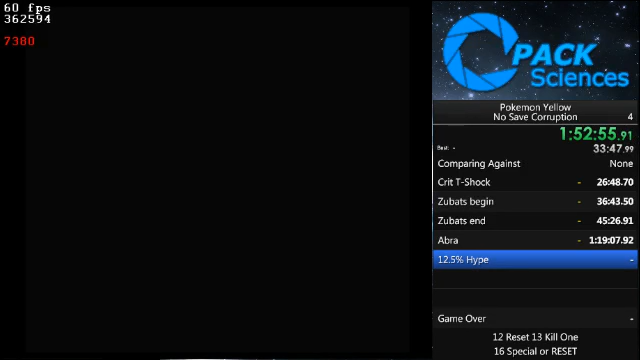 60 fps
362594
7380
PACK
Sciences
Pokemon Yellow
No Save Corruption 4
1:52:55.91
Best: - 33:47.99
Comparing Against None
Crit T-Shock - 26:48.70
Zubats begin - 36:43.50
Zubats end - 45:26.91
Abra - 1:19:07.92
12.5% Hype -
Game Over -
12 Reset 13 Kill One
16 Special or RESET